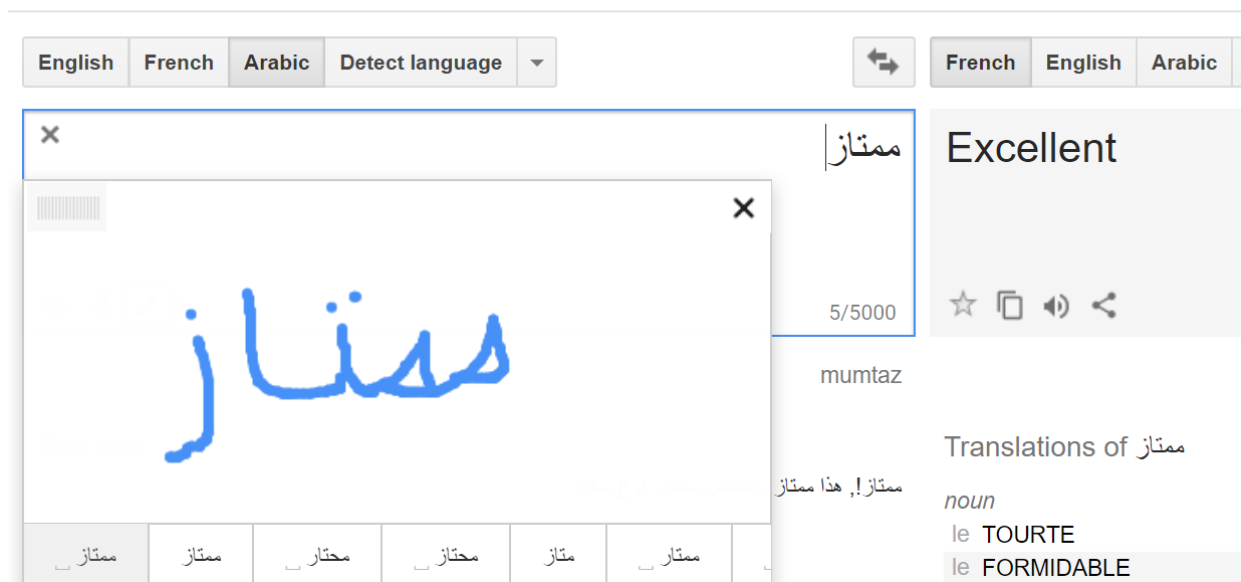 English French Arabic Detect language French English Arabic
ممتاز
Excellent
ممتاز
5/5000
mumtaz
Translations of ممتاز
ممتاز!, هذا ممتاز
noun
le TOURTE
le FORMIDABLE
ممتاز ممتاز محتار محتاز متاز ممتار